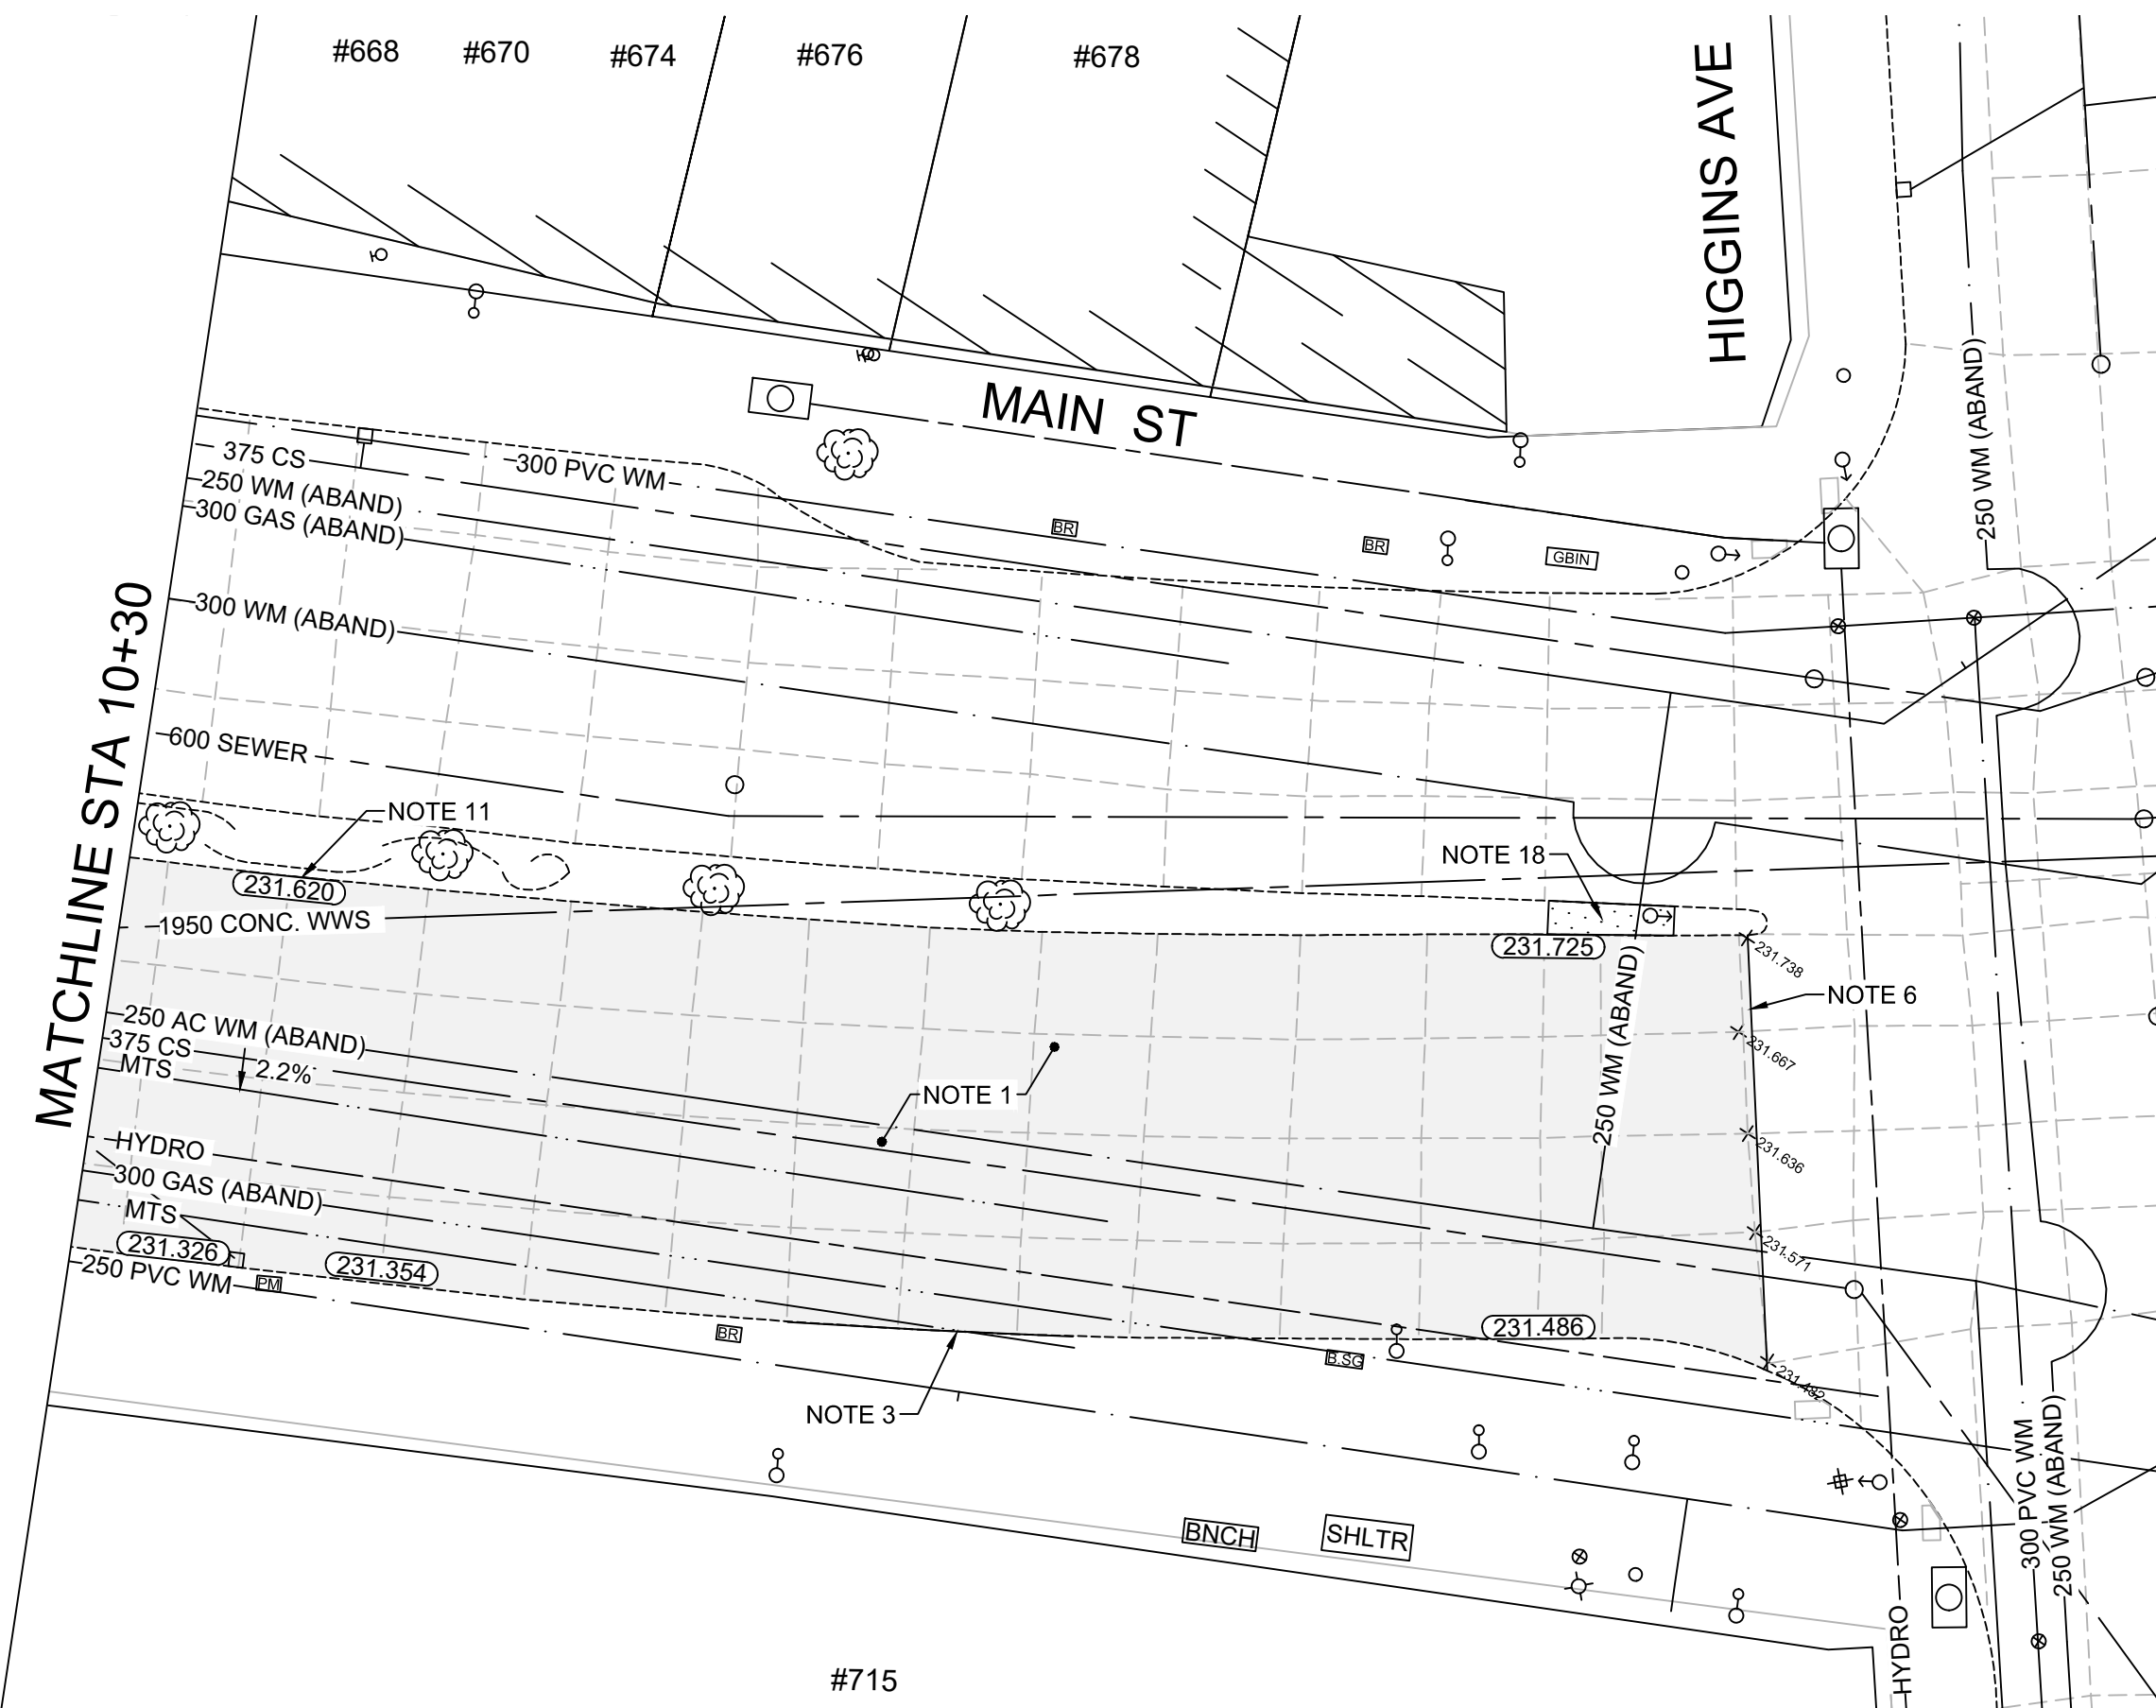 #668
#670
#674
#676
#678
HIGGINS AVE
MAIN ST
250 WM (ABAND)
375 CS
300 PVC WM
250 WM (ABAND)
300 GAS (ABAND)
BR
BR
GBIN
300 WM (ABAND)
MATCHLINE STA 10+30
600 SEWER
NOTE 11
231.620
NOTE 18
1950 CONC. WWS
231.725
231.738
NOTE 6
250 WM (ABAND)
231.667
250 AC WM (ABAND)
375 CS
MTS
2.2%
NOTE 1
231.636
HYDRO
300 GAS (ABAND)
MTS
231.326
231.354
231.571
250 PVC WM
PM
BR
231.486
B.SG
231.482
NOTE 3
300 PVC WM
250 WM (ABAND)
BNCH
SHLTR
HYDRO
#715